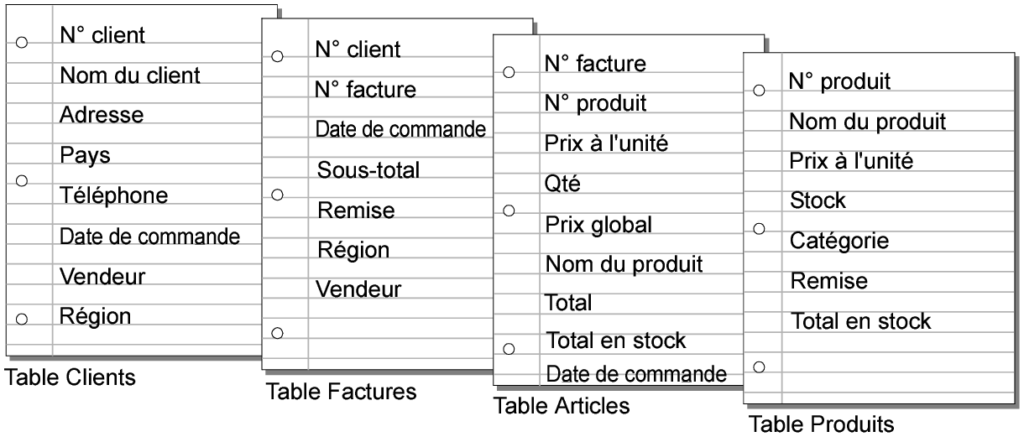 N° client
Nom du client
Adresse
Pays
Téléphone
Date de commande
Vendeur
Région
Table Clients
N° client
N° facture
Date de commande
Sous-total
Remise
Région
Vendeur
Table Factures
N° facture
N° produit
Prix à l'unité
Qté
Prix global
Nom du produit
Total
Total en stock
Date de commande
Table Articles
N° produit
Nom du produit
Prix à l'unité
Stock
Catégorie
Remise
Total en stock
Table Produits